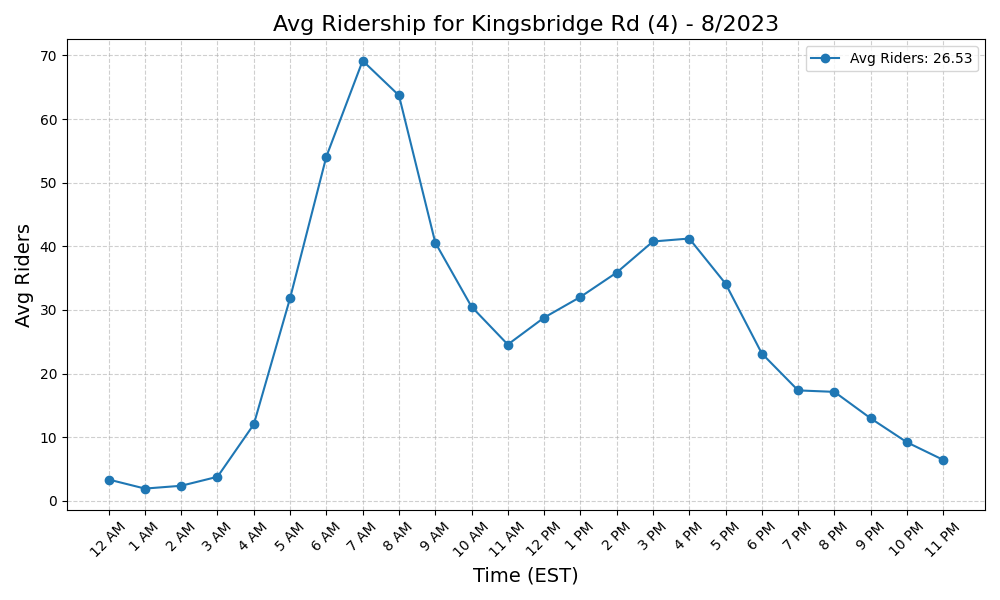 Avg Ridership for Kingsbridge Rd (4) - 8/2023
Avg Riders: 26.53
Avg Riders
70
60
50
40
30
20
10
0
12 AM
1 AM
2 AM
3 AM
4 AM
5 AM
6 AM
7 AM
8 AM
9 AM
10 AM
11 AM
12 PM
1 PM
2 PM
3 PM
4 PM
5 PM
6 PM
7 PM
8 PM
9 PM
10 PM
11 PM
Time (EST)